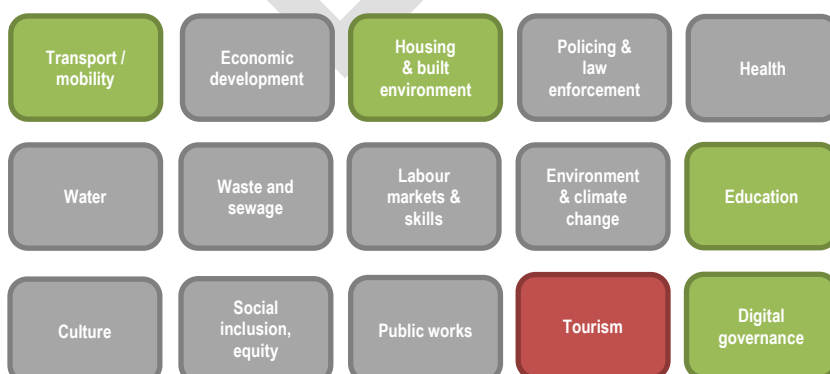 Transport /
mobility
Economic
development
Housing
& built
environment
Policing &
law
enforcement
Health
Water
Waste and
sewage
Labour
markets &
skills
Environment
& climate
change
Education
Culture
Social
inclusion,
equity
Public works
Tourism
Digital
governance